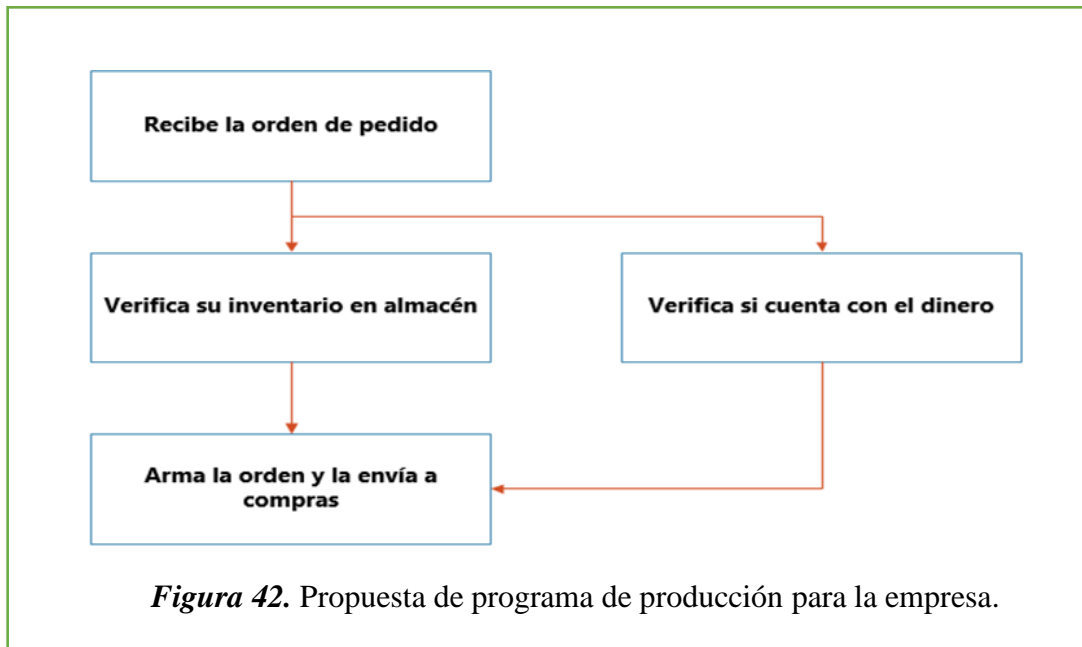 Recibe la orden de pedido
Verifica su inventario en almacén
Verifica si cuenta con el dinero
Arma la orden y la envía a
compras
Figura 42. Propuesta de programa de producción para la empresa.